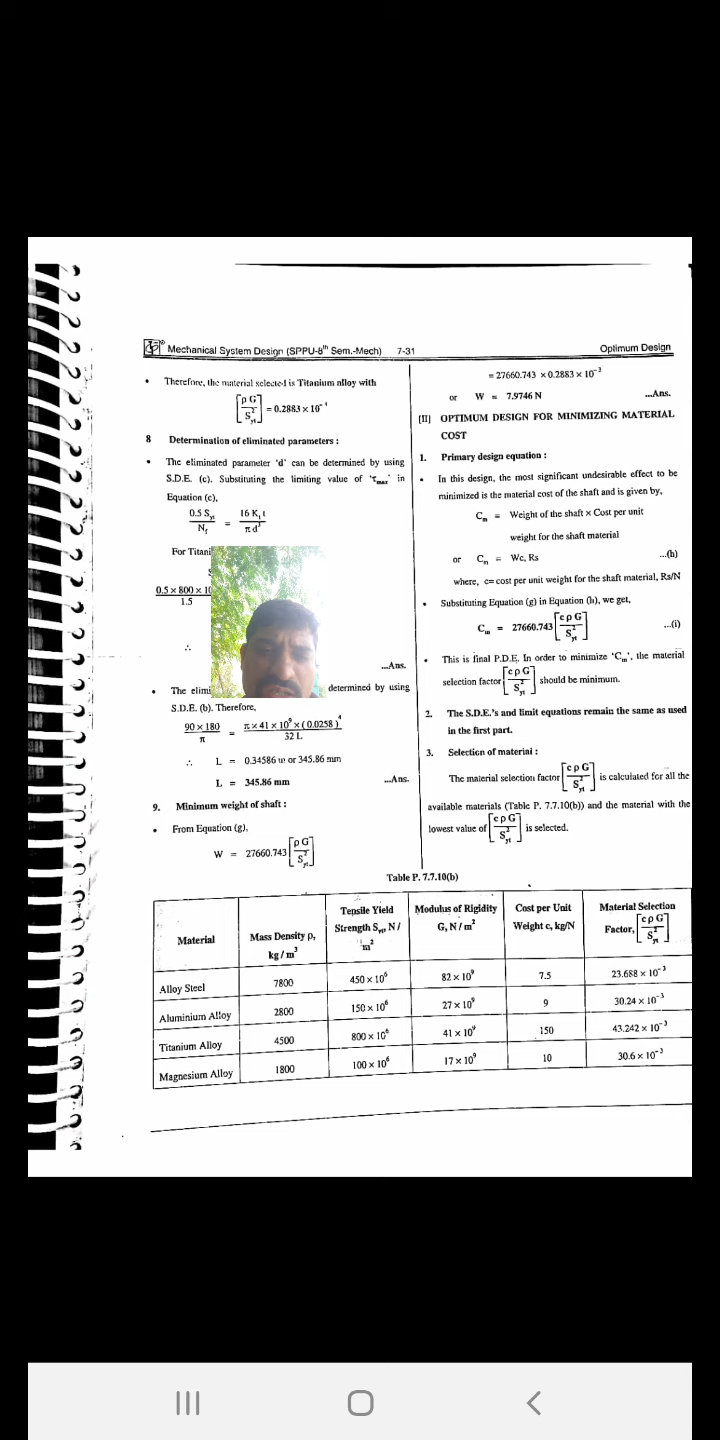 Mechanical System Design (SPPU-8th Sem.-Mech) 7-31 Optimum Design
• Therefore, the material selected is Titanium alloy with
[ρ G / S²yt] = 0.2883 × 10⁻
8 Determination of eliminated parameters :
• The eliminated parameter 'd' can be determined by using
S.D.E. (c). Substituting the limiting value of 'τmax' in
Equation (c),
0.5 Syt / Nf = 16 Kt t / π d³
For Titani
0.5 × 800 × 10
1.5
∴
...Ans.
• The elimi determined by using
S.D.E. (b). Therefore,
90 × 180 / π = π × 41 × 10⁹ × ( 0.0258 )⁴ / 32 L
∴ L = 0.34586 m or 345.86 mm
L = 345.86 mm ...Ans.
9. Minimum weight of shaft :
• From Equation (g),
W = 27660.743 [ρ G / S²yt]
= 27660.743 × 0.2883 × 10⁻³
or W = 7.9746 N ...Ans.
[II] OPTIMUM DESIGN FOR MINIMIZING MATERIAL
COST
1. Primary design equation :
• In this design, the most significant undesirable effect to be
minimized is the material cost of the shaft and is given by,
Cm = Weight of the shaft × Cost per unit
weight for the shaft material
or Cm = Wc, Rs ...(h)
where, c= cost per unit weight for the shaft material, Rs/N
• Substituting Equation (g) in Equation (h), we get,
Cm = 27660.743 [c ρ G / S²yt] ...(i)
• This is final P.D.E. In order to minimize 'Cm', the material
selection factor [c ρ G / S²yt] should be minimum.
2. The S.D.E.'s and limit equations remain the same as used
in the first part.
3. Selection of material :
The material selection factor [c ρ G / S²yt] is calculated for all the
available materials (Table P. 7.7.10(b)) and the material with the
lowest value of [c ρ G / S²yt] is selected.
Table P. 7.7.10(b)
Material | Mass Density ρ, kg / m³ | Tensile Yield Strength Syt, N / m² | Modulus of Rigidity G, N / m² | Cost per Unit Weight c, kg/N | Material Selection Factor, [c ρ G / S²yt]
Alloy Steel | 7800 | 450 × 10⁶ | 82 × 10⁹ | 7.5 | 23.688 × 10⁻³
Aluminium Alloy | 2800 | 150 × 10⁶ | 27 × 10⁹ | 9 | 30.24 × 10⁻³
Titanium Alloy | 4500 | 800 × 10⁶ | 41 × 10⁹ | 150 | 43.242 × 10⁻³
Magnesium Alloy | 1800 | 100 × 10⁶ | 17 × 10⁹ | 10 | 30.6 × 10⁻³